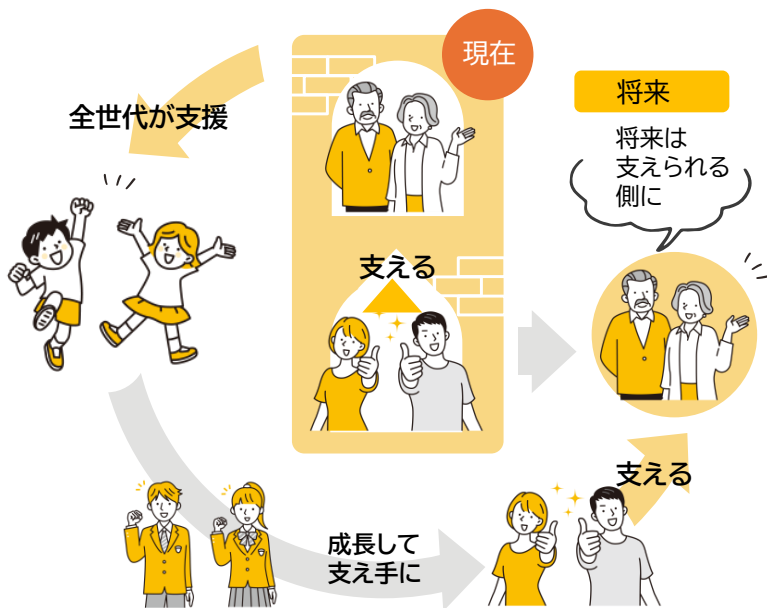 現在
全世代が支援
支える
将来
将来は
支えられる
側に
支える
成長して
支え手に